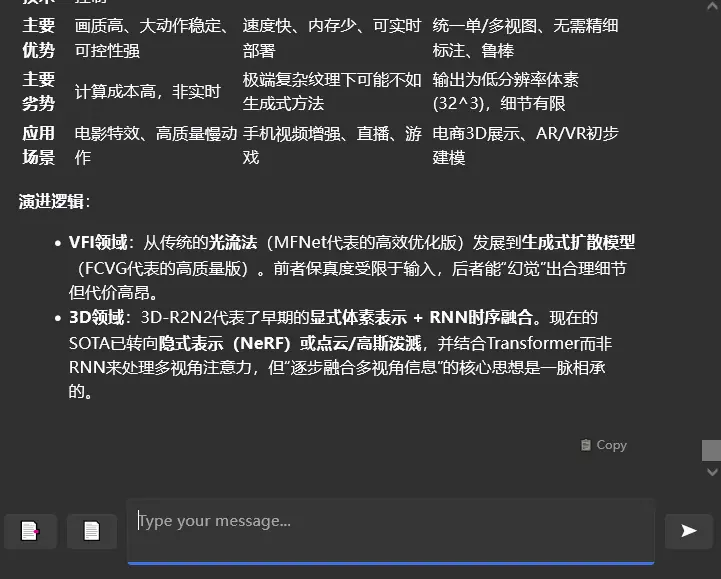 技术 控制
主要优势 画质高、大动作稳定、可控性强 速度快、内存少、可实时部署 统一单/多视图、无需精细标注、鲁棒
主要劣势 计算成本高，非实时 极端复杂纹理下可能不如生成式方法 输出为低分辨率体素(32^3)，细节有限
应用场景 电影特效、高质量慢动作 手机视频增强、直播、游戏 电商3D展示、AR/VR初步建模
演进逻辑：
• VFI领域：从传统的光流法（MFNet代表的高效优化版）发展到生成式扩散模型
（FCVG代表的高质量版）。前者保真度受限于输入，后者能“幻觉”出合理细节
但代价高昂。
• 3D领域：3D-R2N2代表了早期的显式体素表示 + RNN时序融合。现在的
SOTA已转向隐式表示（NeRF）或点云/高斯泼溅，并结合Transformer而非
RNN来处理多视角注意力，但“逐步融合多视角信息”的核心思想是一脉相承
的。
Copy
Type your message...